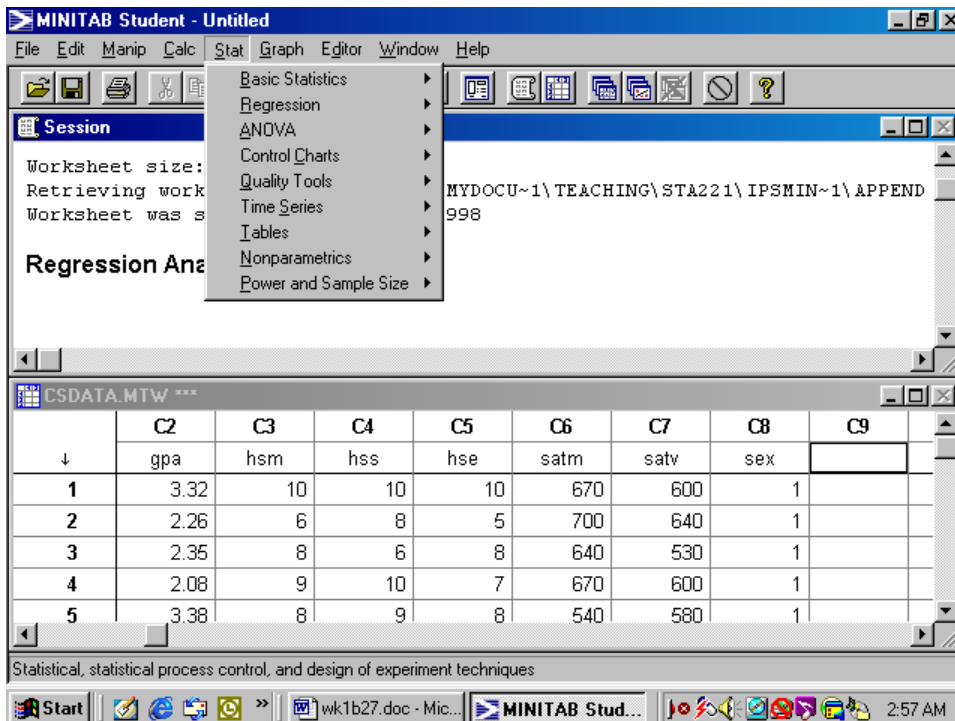 MINITAB Student - Untitled
File Edit Manip Calc Stat Graph Editor Window Help
Basic Statistics
Regression
ANOVA
Control Charts
Quality Tools
Time Series
Tables
Nonparametrics
Power and Sample Size
Session
Worksheet size:
Retrieving work MYDOCU~1\TEACHING\STA221\IPSMIN~1\APPEND
Worksheet was s 998
Regression Ana
CSDATA.MTW ***
C2 C3 C4 C5 C6 C7 C8 C9
↓ gpa hsm hss hse satm satv sex
1 3.32 10 10 10 670 600 1
2 2.26 6 8 5 700 640 1
3 2.35 8 6 8 640 530 1
4 2.08 9 10 7 670 600 1
5 3.38 8 9 8 540 580 1
Statistical, statistical process control, and design of experiment techniques
Start » wk1b27.doc - Mic... MINITAB Stud... 2:57 AM